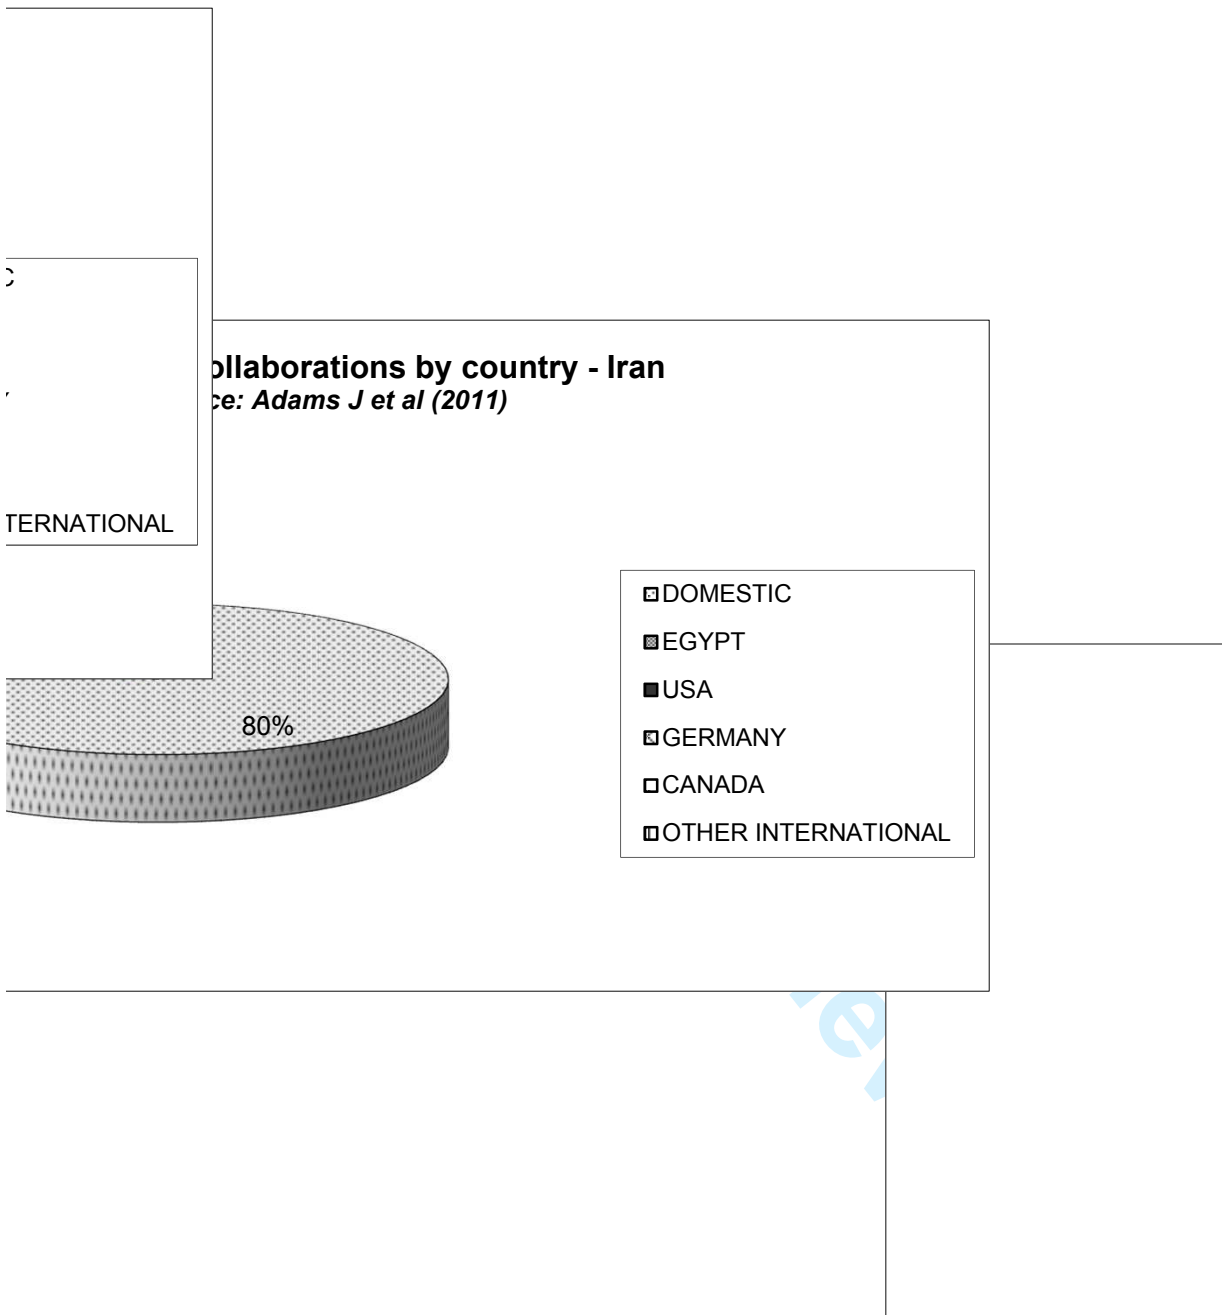 C
TERNATIONAL
ollaborations by country - Iran
ce: Adams J et al (2011)
80%
DOMESTIC
EGYPT
USA
GERMANY
CANADA
OTHER INTERNATIONAL